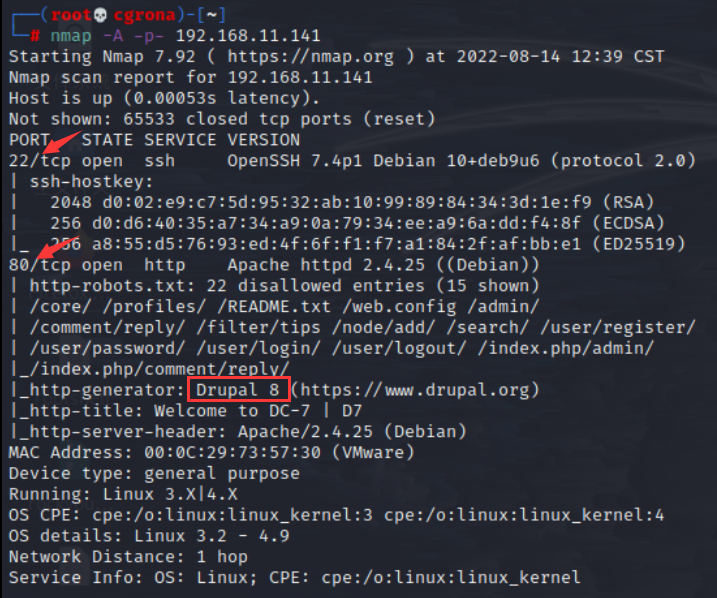 ┌──(root💀cgrona)-[~]
└─# nmap -A -p- 192.168.11.141
Starting Nmap 7.92 ( https://nmap.org ) at 2022-08-14 12:39 CST
Nmap scan report for 192.168.11.141
Host is up (0.00053s latency).
Not shown: 65533 closed tcp ports (reset)
PORT   STATE SERVICE VERSION
22/tcp open  ssh     OpenSSH 7.4p1 Debian 10+deb9u6 (protocol 2.0)
| ssh-hostkey:
|   2048 d0:02:e9:c7:5d:95:32:ab:10:99:89:84:34:3d:1e:f9 (RSA)
|   256 d0:d6:40:35:a7:34:a9:0a:79:34:ee:a9:6a:dd:f4:8f (ECDSA)
|_  256 a8:55:d5:76:93:ed:4f:6f:f1:f7:a1:84:2f:af:bb:e1 (ED25519)
80/tcp open  http    Apache httpd 2.4.25 ((Debian))
| http-robots.txt: 22 disallowed entries (15 shown)
| /core/ /profiles/ /README.txt /web.config /admin/
| /comment/reply/ /filter/tips /node/add/ /search/ /user/register/
| /user/password/ /user/login/ /user/logout/ /index.php/admin/
|_/index.php/comment/reply/
|_http-generator: Drupal 8 (https://www.drupal.org)
|_http-title: Welcome to DC-7 | D7
|_http-server-header: Apache/2.4.25 (Debian)
MAC Address: 00:0C:29:73:57:30 (VMware)
Device type: general purpose
Running: Linux 3.X|4.X
OS CPE: cpe:/o:linux:linux_kernel:3 cpe:/o:linux:linux_kernel:4
OS details: Linux 3.2 - 4.9
Network Distance: 1 hop
Service Info: OS: Linux; CPE: cpe:/o:linux:linux_kernel